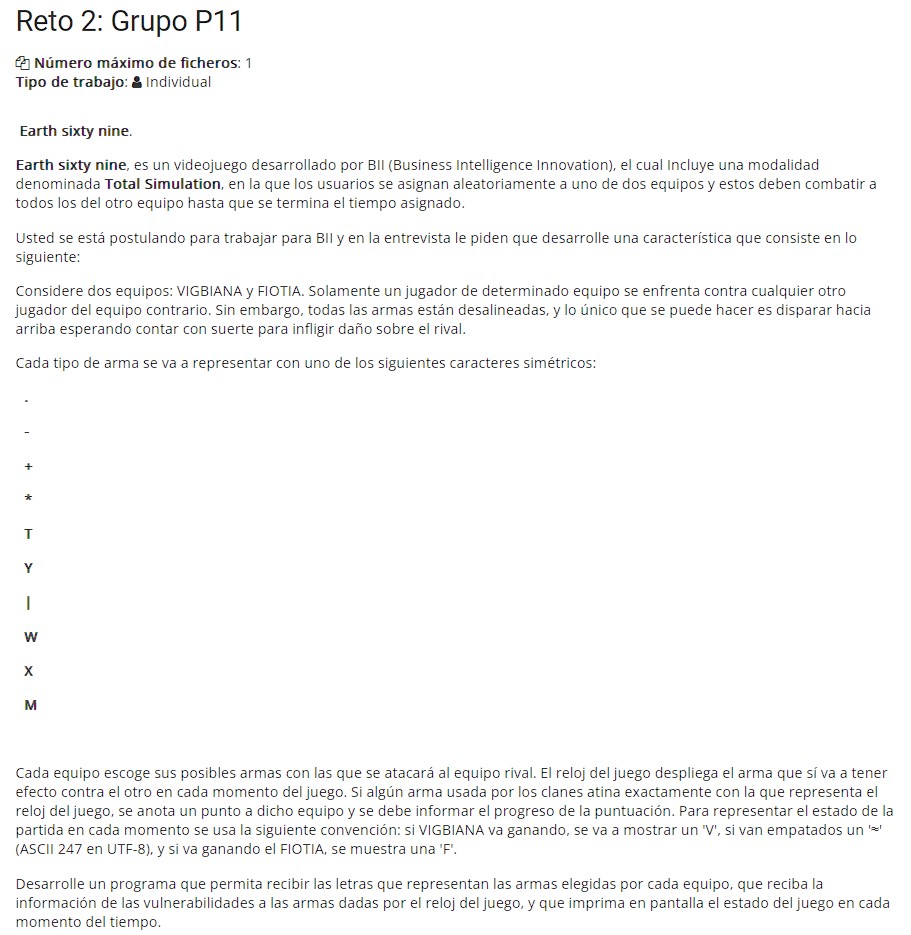 Reto 2: Grupo P11
Número máximo de ficheros: 1
Tipo de trabajo: Individual
Earth sixty nine.
Earth sixty nine, es un videojuego desarrollado por BII (Business Intelligence Innovation), el cual Incluye una modalidad
denominada Total Simulation, en la que los usuarios se asignan aleatoriamente a uno de dos equipos y estos deben combatir a
todos los del otro equipo hasta que se termina el tiempo asignado.
Usted se está postulando para trabajar para BII y en la entrevista le piden que desarrolle una característica que consiste en lo
siguiente:
Considere dos equipos: VIGBIANA y FIOTIA. Solamente un jugador de determinado equipo se enfrenta contra cualquier otro
jugador del equipo contrario. Sin embargo, todas las armas están desalineadas, y lo único que se puede hacer es disparar hacia
arriba esperando contar con suerte para infligir daño sobre el rival.
Cada tipo de arma se va a representar con uno de los siguientes caracteres simétricos:
.
-
+
*
T
Y
|
W
X
M
Cada equipo escoge sus posibles armas con las que se atacará al equipo rival. El reloj del juego despliega el arma que sí va a tener
efecto contra el otro en cada momento del juego. Si algún arma usada por los clanes atina exactamente con la que representa el
reloj del juego, se anota un punto a dicho equipo y se debe informar el progreso de la puntuación. Para representar el estado de la
partida en cada momento se usa la siguiente convención: si VIGBIANA va ganando, se va a mostrar un 'V', si van empatados un '≈'
(ASCII 247 en UTF-8), y si va ganando el FIOTIA, se muestra una 'F'.
Desarrolle un programa que permita recibir las letras que representan las armas elegidas por cada equipo, que reciba la
información de las vulnerabilidades a las armas dadas por el reloj del juego, y que imprima en pantalla el estado del juego en cada
momento del tiempo.